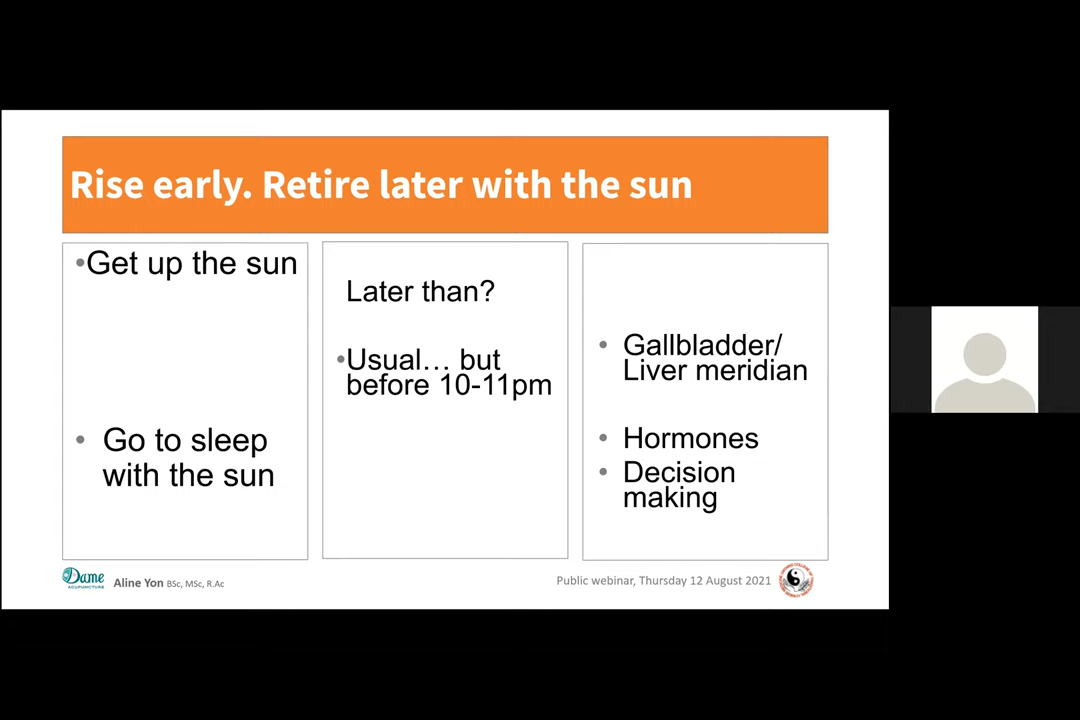 Rise early. Retire later with the sun
•Get up the sun
• Go to sleep
with the sun
Later than?
•Usual... but
before 10-11pm
• Gallbladder/
Liver meridian
• Hormones
• Decision
making
Dame
ACUPUNCTURE
Aline Yon BSc, MSc, R.Ac
Public webinar, Thursday 12 August 2021